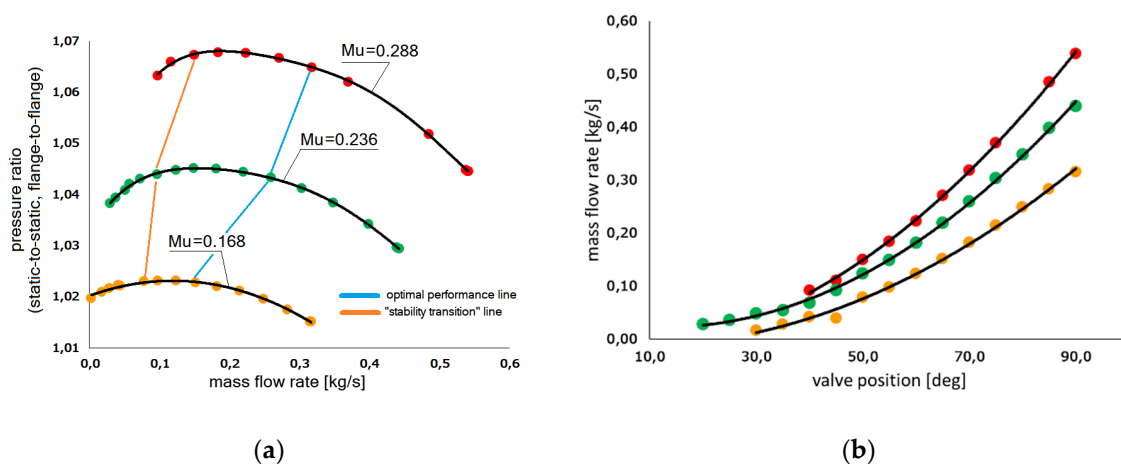 (a)
pressure ratio
(static-to-static, flange-to-flange)
1,07
1,06
1,05
1,04
1,03
1,02
1,01
Mu=0.288
Mu=0.236
Mu=0.168
optimal performance line
"stability transition" line
0,0 0,1 0,2 0,3 0,4 0,5 0,6
mass flow rate [kg/s]
(a)
mass flow rate [kg/s]
0,60
0,50
0,40
0,30
0,20
0,10
0,00
10,0 30,0 50,0 70,0 90,0
valve position [deg]
(b)